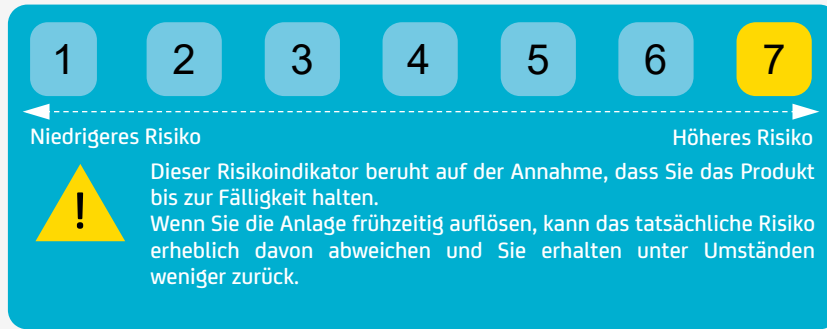 1 2 3 4 5 6 7
Niedrigeres Risiko Höheres Risiko
!
Dieser Risikoindikator beruht auf der Annahme, dass Sie das Produkt
bis zur Fälligkeit halten.
Wenn Sie die Anlage frühzeitig auflösen, kann das tatsächliche Risiko
erheblich davon abweichen und Sie erhalten unter Umständen
weniger zurück.